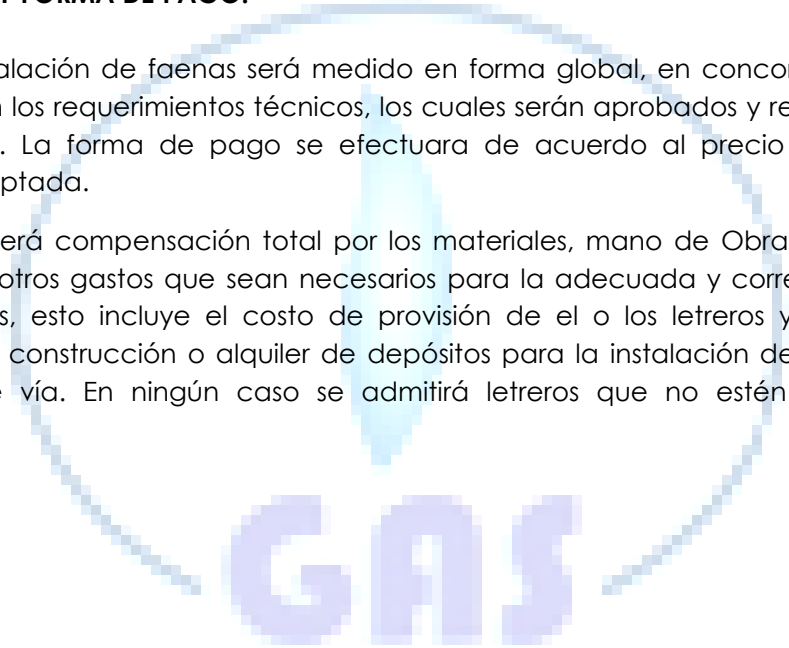 FORMA DE PAGO.
alación de faenas será medido en forma global, en concor
n los requerimientos técnicos, los cuales serán aprobados y re
. La forma de pago se efectuara de acuerdo al precio
ptada.
erá compensación total por los materiales, mano de Obra
otros gastos que sean necesarios para la adecuada y corre
s, esto incluye el costo de provisión de el o los letreros y
construcción o alquiler de depósitos para la instalación de
e vía. En ningún caso se admitirá letreros que no estén
GAS